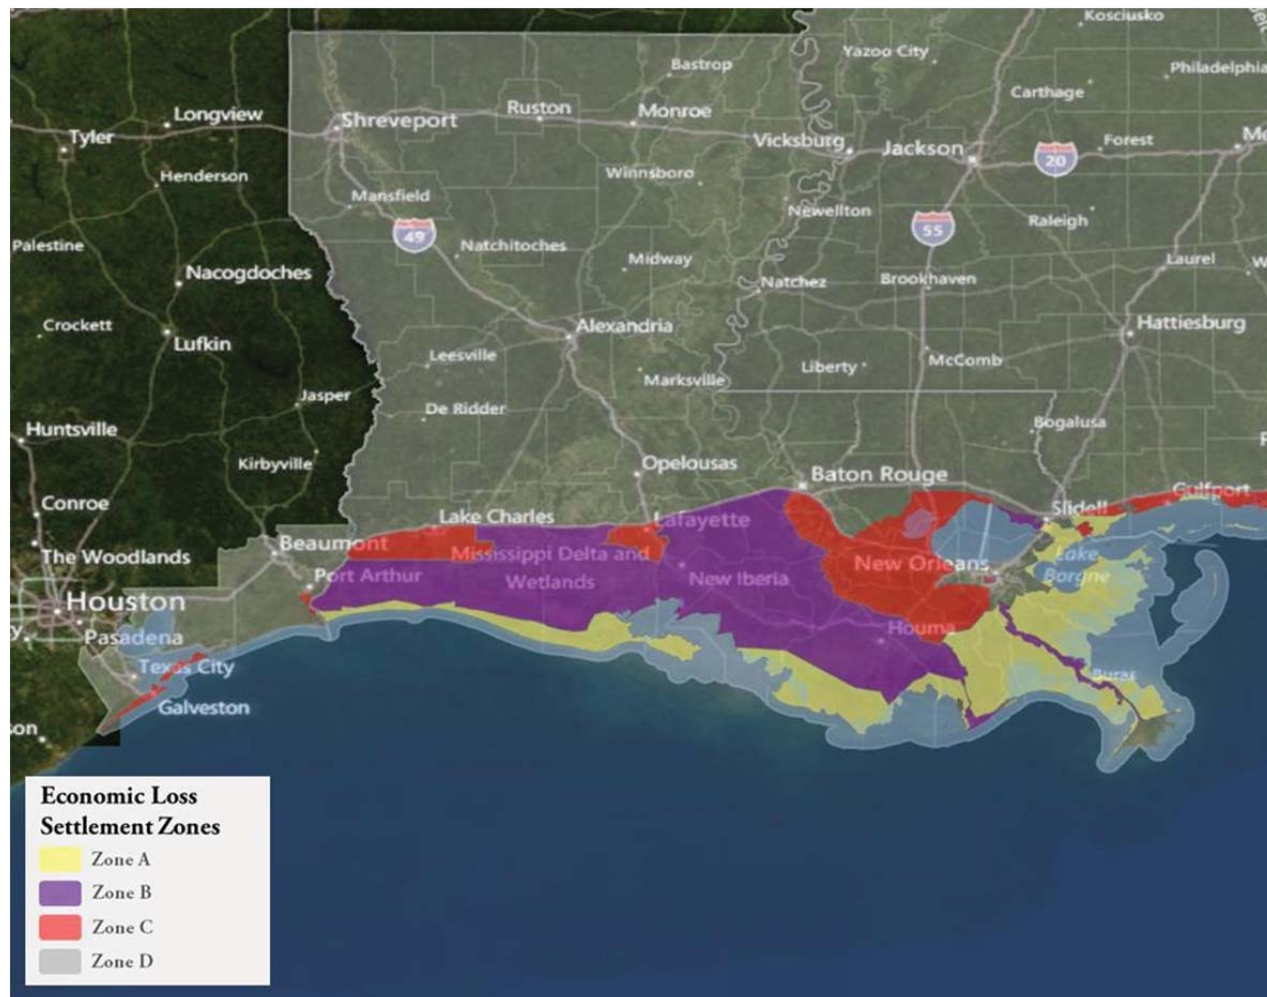 Kosciusko
Yazoo City
Bastrop
Philadelphia
Carthage
Longview
Ruston
Monroe
Shreveport
Tyler
Vicksburg
Jackson
20
Forest
Me
Henderson
Winnsboro
Mansfield
Newellton
Raleigh
49
55
Palestine
Natchitoches
Midway
Laurel
W
Nacogdoches
Natchez
Brookhaven
Crockett
Alexandria
Hattiesburg
Lufkin
Leesville
McComb
Liberty
Marksville
Jasper
De Ridder
Bogalusa
Huntsville
Kirbyville
Opelousas
Baton Rouge
Gulfport
Conroe
Slidell
Lake Charles
Lafayette
Beaumont
The Woodlands
Mississippi Delta and
Wetlands
New Orleans
Lake
Borgne
Port Arthur
New Iberia
Houston
Houma
Pasadena
Texas City
Buras
Galveston
son
Economic Loss
Settlement Zones
Zone A
Zone B
Zone C
Zone D